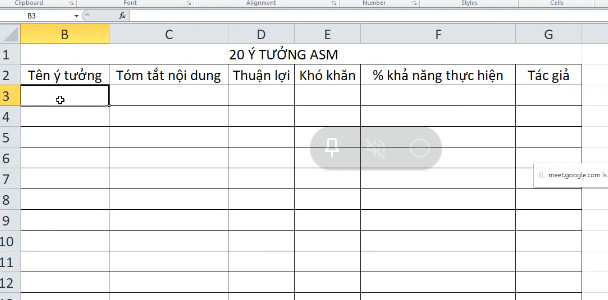 Clipboard Font Alignment Number Styles Cells
B3 fx
B C D E F G
1 20 Ý TƯỞNG ASM
2 Tên ý tưởng Tóm tắt nội dung Thuận lợi Khó khăn % khả năng thực hiện Tác giả
3
4
5
6
7 meet.google.com is
8
9
10
11
12